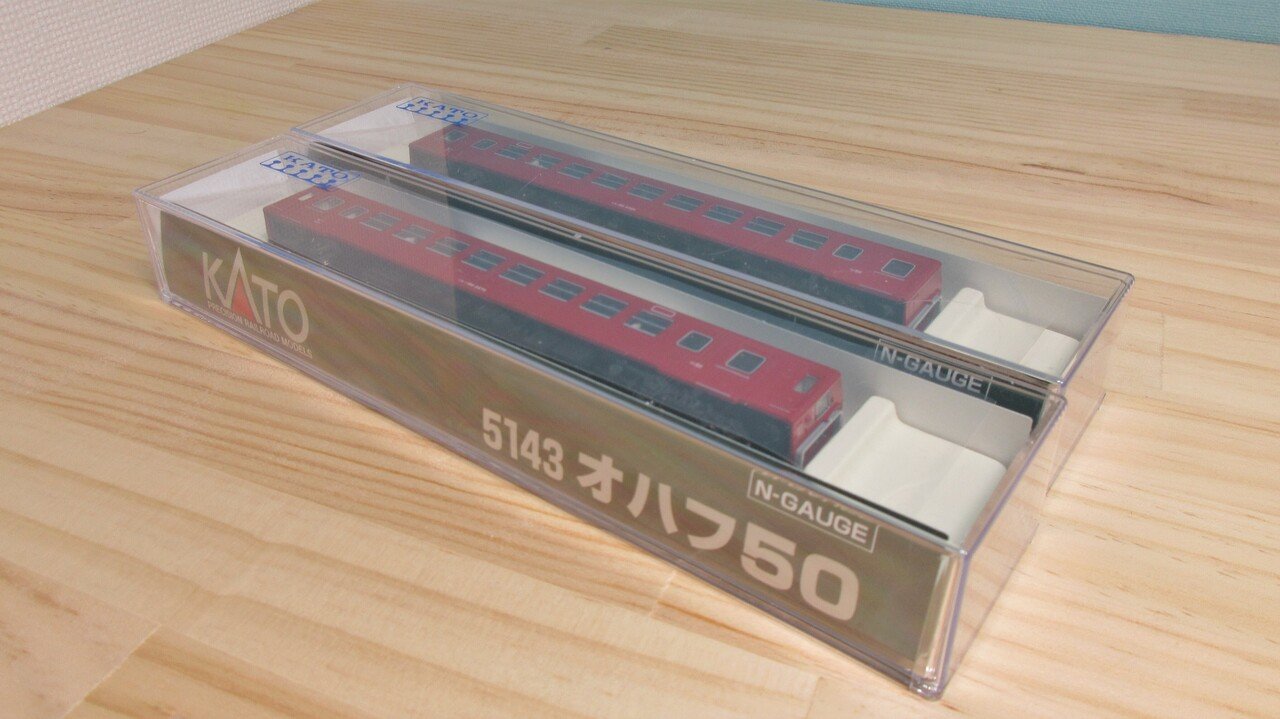 KATO
KATO
KATO
PRECISION RAILROAD MODELS
N-GAUGE
5143 オハフ50
N-GAUGE